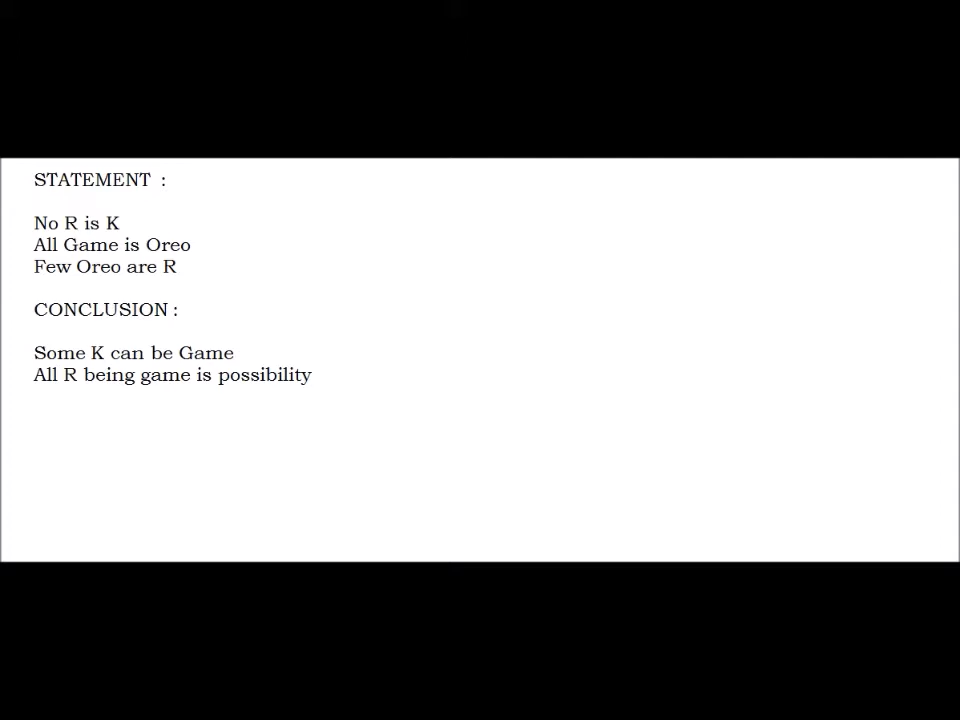 STATEMENT :
No R is K
All Game is Oreo
Few Oreo are R
CONCLUSION :
Some K can be Game
All R being game is possibility